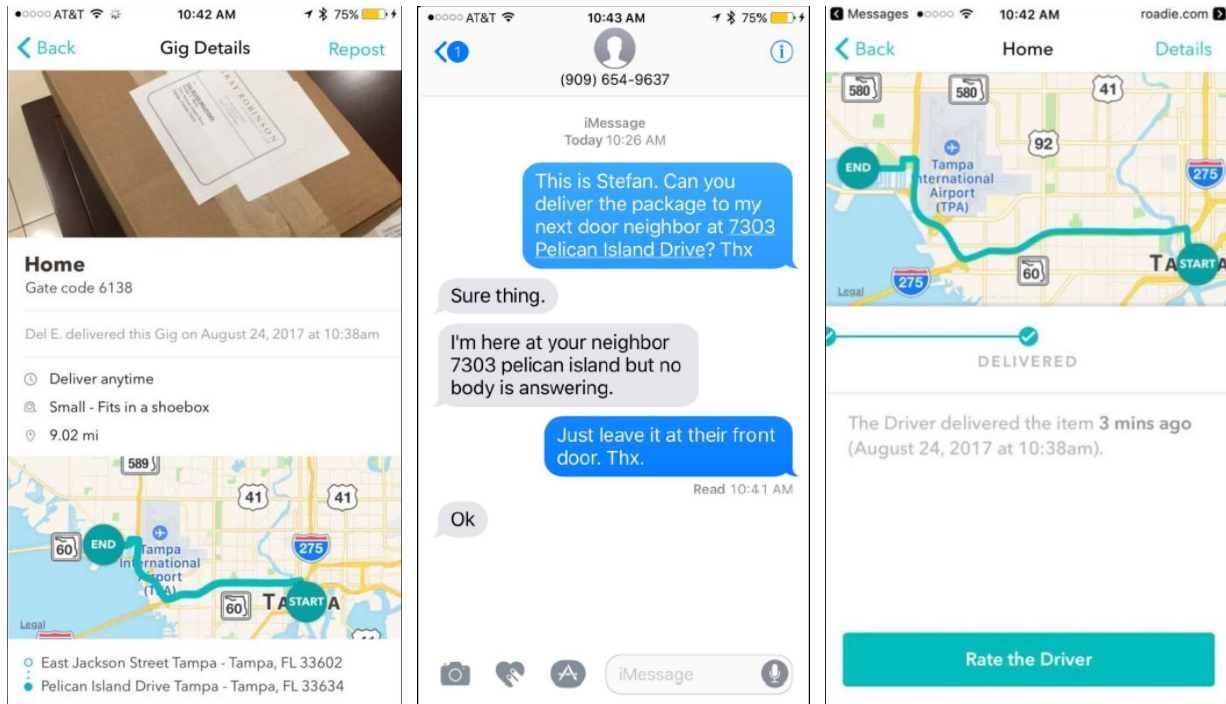 AT&T 10:42 AM 75%
Back Gig Details Repost
GRAY ROBINSON
Home
Gate code 6138
Del E. delivered this Gig on August 24, 2017 at 10:38am
Deliver anytime
Small - Fits in a shoebox
9.02 mi
589
41 41
60 END Tampa International Airport (TPA) 275
60 TA START A
Legal
East Jackson Street Tampa - Tampa, FL 33602
Pelican Island Drive Tampa - Tampa, FL 33634
AT&T 10:43 AM 75%
1
(909) 654-9637
iMessage
Today 10:26 AM
This is Stefan. Can you
deliver the package to my
next door neighbor at 7303
Pelican Island Drive? Thx
Sure thing.
I'm here at your neighbor
7303 pelican island but no
body is answering.
Just leave it at their front
door. Thx.
Read 10:41 AM
Ok
iMessage
Messages 10:42 AM roadie.com
Back Home Details
580 580 41
92
END Tampa International Airport (TPA) 275
60 TA START A
275
Legal
DELIVERED
The Driver delivered the item 3 mins ago
(August 24, 2017 at 10:38am).
Rate the Driver